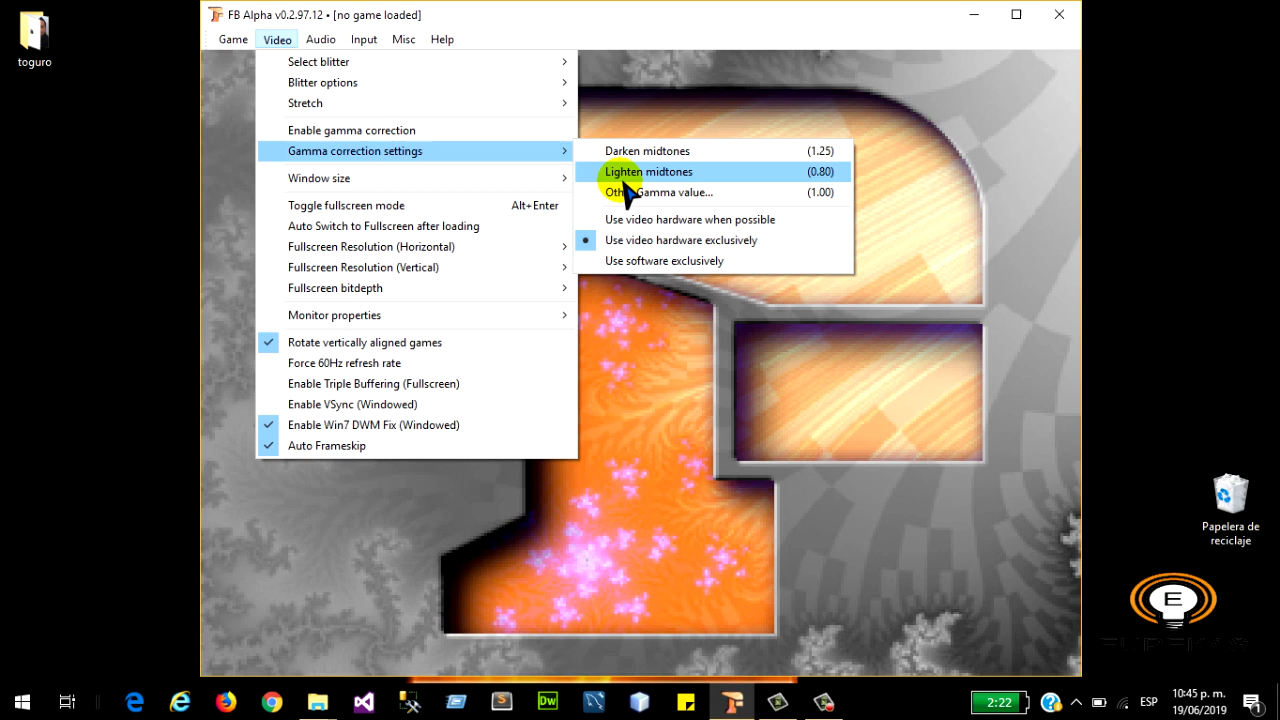 FB Alpha v0.2.97.12 • [no game loaded]
toguro
Game Video Audio Input Misc Help
Select blitter
Blitter options
Stretch
Enable gamma correction
Gamma correction settings
Window size
Toggle fullscreen mode Alt+Enter
Auto Switch to Fullscreen after loading
Fullscreen Resolution (Horizontal)
Fullscreen Resolution (Vertical)
Fullscreen bitdepth
Monitor properties
Rotate vertically aligned games
Force 60Hz refresh rate
Enable Triple Buffering (Fullscreen)
Enable VSync (Windowed)
Enable Win7 DWM Fix (Windowed)
Auto Frameskip
Darken midtones (1.25)
Lighten midtones (0.80)
Other Gamma value... (1.00)
Use video hardware when possible
Use video hardware exclusively
Use software exclusively
Papelera de
reciclaje
E
Dw
2:22
ESP
10:45 p. m.
19/06/2019
1